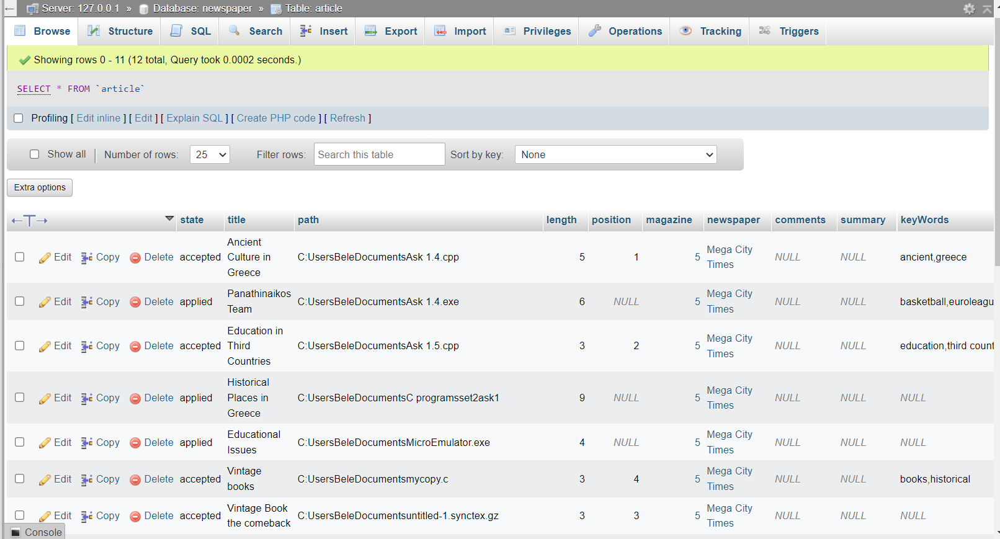 Server: 127.0.0.1 » Database: newspaper » Table: article
Browse Structure SQL Search Insert Export Import Privileges Operations Tracking Triggers
Showing rows 0 - 11 (12 total, Query took 0.0002 seconds.)
SELECT * FROM `article`
Profiling [ Edit inline ] [ Edit ] [ Explain SQL ] [ Create PHP code ] [ Refresh ]
Show all | Number of rows: 25 Filter rows: Search this table Sort by key: None
Extra options
←T→ state title path length position magazine newspaper comments summary keyWords
Edit Copy Delete accepted Ancient Culture in Greece C:UsersBeleDocumentsAsk 1.4.cpp 5 1 5 Mega City Times NULL NULL ancient,greece
Edit Copy Delete applied Panathinaikos Team C:UsersBeleDocumentsAsk 1.4.exe 6 NULL 5 Mega City Times NULL NULL basketball,euroleagu
Edit Copy Delete accepted Education in Third Countries C:UsersBeleDocumentsAsk 1.5.cpp 3 2 5 Mega City Times NULL NULL education,third count
Edit Copy Delete applied Historical Places in Greece C:UsersBeleDocumentsC programsset2ask1 9 NULL 5 Mega City Times NULL NULL NULL
Edit Copy Delete applied Educational Issues C:UsersBeleDocumentsMicroEmulator.exe 4 NULL 5 Mega City Times NULL NULL NULL
Edit Copy Delete accepted Vintage books C:UsersBeleDocumentsmycopy.c 3 4 5 Mega City Times NULL NULL books,historical
Edit Copy Delete accepted Vintage Book the comeback C:UsersBeleDocumentsuntitled-1.synctex.gz 3 3 5 Mega City Times NULL NULL NULL
Console